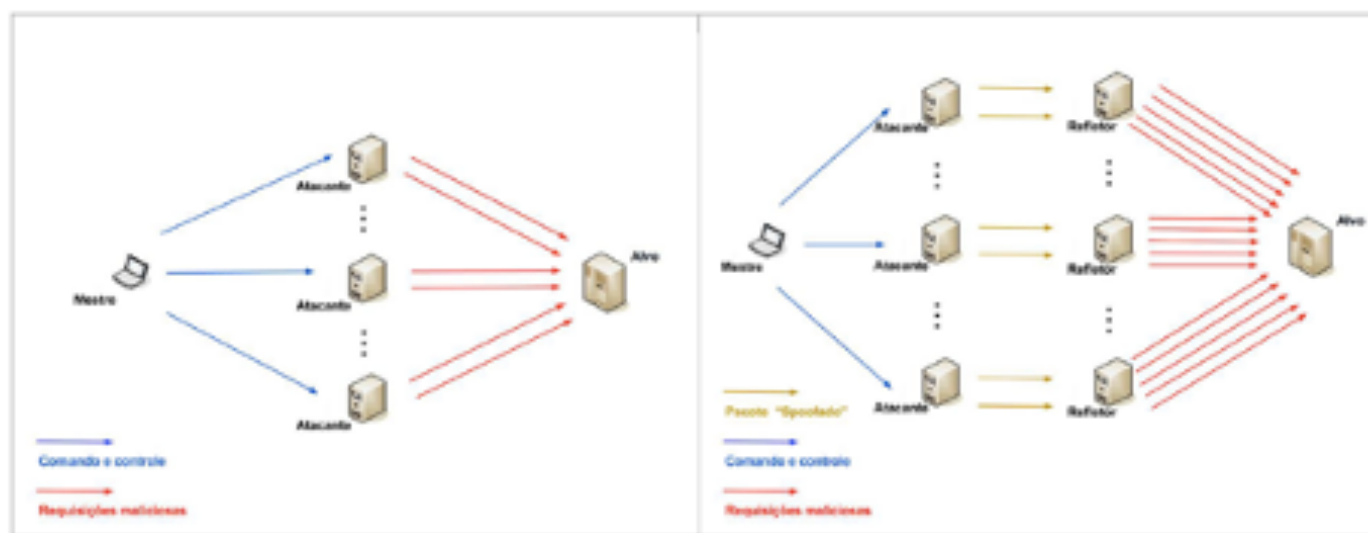 Atacante
Alvo
Mestre
Atacante
Atacante
Comando e controle
Requisições maliciosas
Atacante
Refletor
Alvo
Mestre
Atacante
Refletor
Atacante
Refletor
Pacote "Spoofado"
Comando e controle
Requisições maliciosas